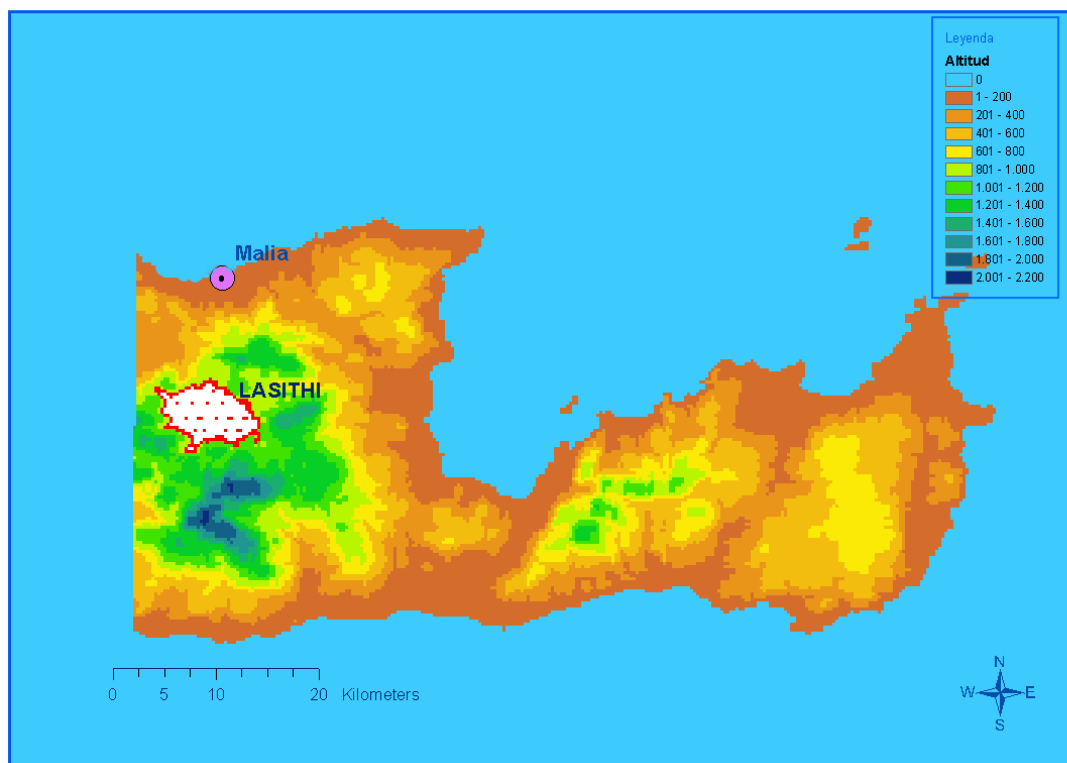 Leyenda
Altitud
0
1 - 200
201 - 400
401 - 600
601 - 800
801 - 1.000
1.001 - 1.200
1.201 - 1.400
1.401 - 1.600
1.601 - 1.800
1.801 - 2.000
2.001 - 2.200
Malia
LASITHI
0 5 10 20 Kilometers
N
W E
S